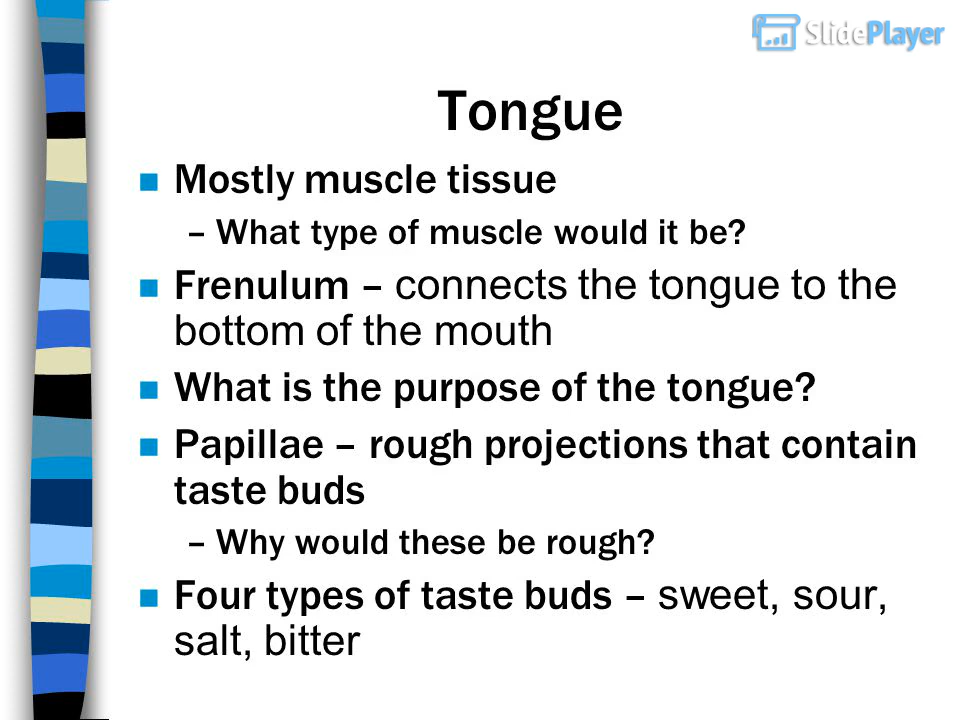 SlidePlayer
Tongue
■ Mostly muscle tissue
– What type of muscle would it be?
■ Frenulum – connects the tongue to the
bottom of the mouth
■ What is the purpose of the tongue?
■ Papillae – rough projections that contain
taste buds
– Why would these be rough?
■ Four types of taste buds – sweet, sour,
salt, bitter